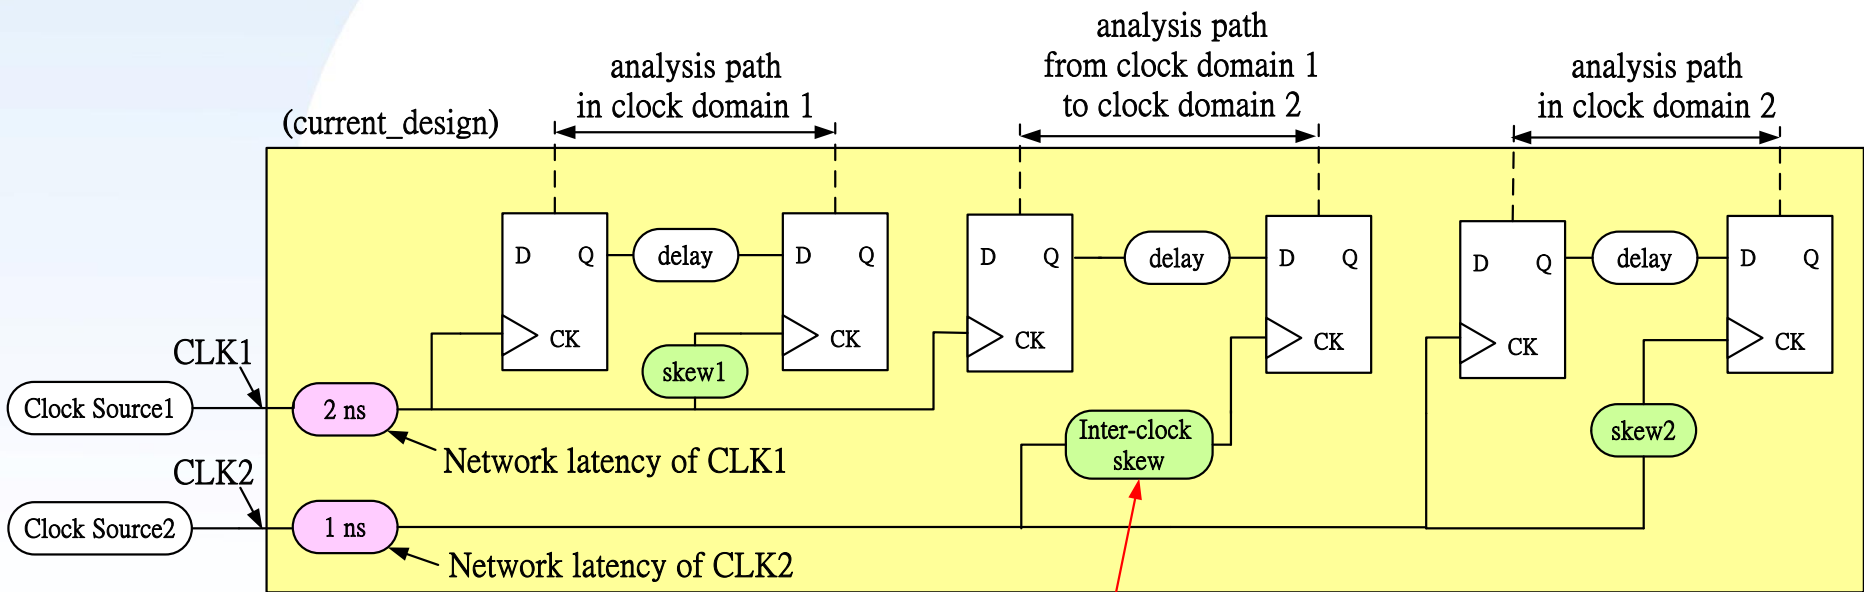 analysis path
in clock domain 1
analysis path
from clock domain 1
to clock domain 2
analysis path
in clock domain 2
(current_design)
D Q
delay
D Q
D Q
delay
D Q
D Q
delay
D Q
CK
CK
CK
CK
CK
CK
skew1
CLK1
Clock Source1
2 ns
Network latency of CLK1
Inter-clock
skew
skew2
CLK2
Clock Source2
1 ns
Network latency of CLK2